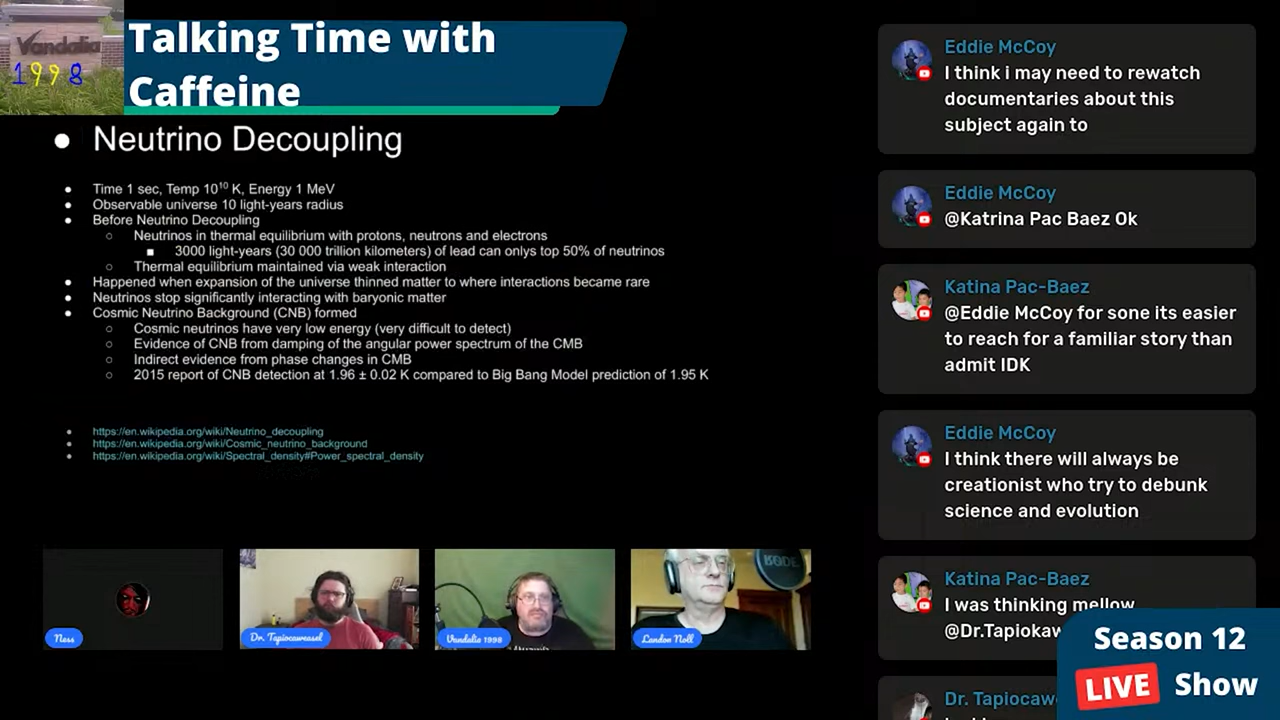 Vandalia
1998
Talking Time with
Caffeine
Neutrino Decoupling
Time 1 sec, Temp 10¹⁰ K, Energy 1 MeV
Observable universe 10 light-years radius
Before Neutrino Decoupling
Neutrinos in thermal equilibrium with protons, neutrons and electrons
3000 light-years (30 000 trillion kilometers) of lead can onlys top 50% of neutrinos
Thermal equilibrium maintained via weak interaction
Happened when expansion of the universe thinned matter to where interactions became rare
Neutrinos stop significantly interacting with baryonic matter
Cosmic Neutrino Background (CNB) formed
Cosmic neutrinos have very low energy (very difficult to detect)
Evidence of CNB from damping of the angular power spectrum of the CMB
Indirect evidence from phase changes in CMB
2015 report of CNB detection at 1.96 ± 0.02 K compared to Big Bang Model prediction of 1.95 K
https://en.wikipedia.org/wiki/Neutrino_decoupling
https://en.wikipedia.org/wiki/Cosmic_neutrino_background
https://en.wikipedia.org/wiki/Spectral_density#Power_spectral_density
Ness
Dr. Tapiocaweasel
Vandalia 1998
Landon Noll
RØDE
Eddie McCoy
I think i may need to rewatch
documentaries about this
subject again to
Eddie McCoy
@Katrina Pac Baez Ok
Katina Pac-Baez
@Eddie McCoy for sone its easier
to reach for a familiar story than
admit IDK
Eddie McCoy
I think there will always be
creationist who try to debunk
science and evolution
Katina Pac-Baez
I was thinking mellow
@Dr.Tapiokaw
Dr. Tapiocawe
Season 12
LIVE Show